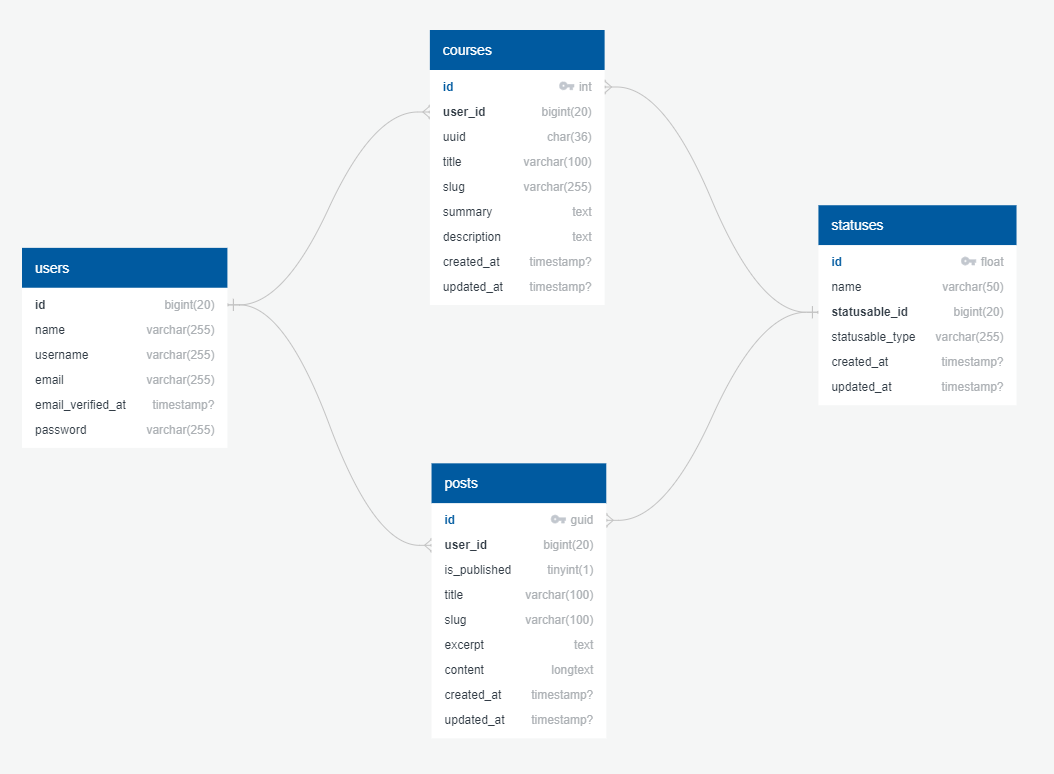 courses
id int
user_id bigint(20)
uuid char(36)
title varchar(100)
slug varchar(255)
summary text
description text
created_at timestamp?
updated_at timestamp?
users
id bigint(20)
name varchar(255)
username varchar(255)
email varchar(255)
email_verified_at timestamp?
password varchar(255)
statuses
id float
name varchar(50)
statusable_id bigint(20)
statusable_type varchar(255)
created_at timestamp?
updated_at timestamp?
posts
id guid
user_id bigint(20)
is_published tinyint(1)
title varchar(100)
slug varchar(100)
excerpt text
content longtext
created_at timestamp?
updated_at timestamp?